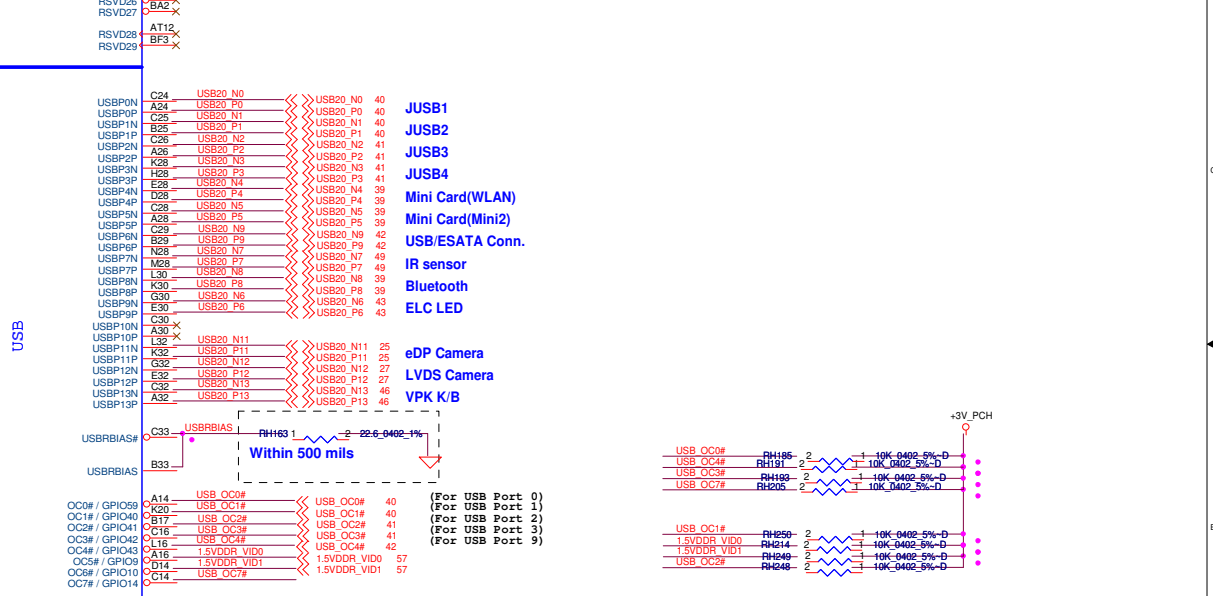 RSVD26
RSVD27 BA2
RSVD28 AT12
RSVD29 BF3
USB
USBP0N C24 USB20_N0 USB20_N0 40
USBP0P A24 USB20_P0 USB20_P0 40 JUSB1
USBP1N C25 USB20_N1 USB20_N1 40
USBP1P B25 USB20_P1 USB20_P1 40 JUSB2
USBP2N C26 USB20_N2 USB20_N2 41
USBP2P A26 USB20_P2 USB20_P2 41 JUSB3
USBP3N K28 USB20_N3 USB20_N3 41
USBP3P H28 USB20_P3 USB20_P3 41 JUSB4
USBP4N E28 USB20_N4 USB20_N4 39
USBP4P D28 USB20_P4 USB20_P4 39 Mini Card(WLAN)
USBP5N C28 USB20_N5 USB20_N5 39
USBP5P A28 USB20_P5 USB20_P5 39 Mini Card(Mini2)
USBP6N C29 USB20_N9 USB20_N9 42
USBP6P B29 USB20_P9 USB20_P9 42 USB/ESATA Conn.
USBP7N N28 USB20_N7 USB20_N7 49
USBP7P M28 USB20_P7 USB20_P7 49 IR sensor
USBP8N L30 USB20_N8 USB20_N8 39
USBP8P K30 USB20_P8 USB20_P8 39 Bluetooth
USBP9N G30 USB20_N6 USB20_N6 43
USBP9P E30 USB20_P6 USB20_P6 43 ELC LED
USBP10N C30
USBP10P A30
USBP11N L32 USB20_N11 USB20_N11 25
USBP11P K32 USB20_P11 USB20_P11 25 eDP Camera
USBP12N G32 USB20_N12 USB20_N12 27
USBP12P E32 USB20_P12 USB20_P12 27 LVDS Camera
USBP13N C32 USB20_N13 USB20_N13 46
USBP13P A32 USB20_P13 USB20_P13 46 VPK K/B
USBRBIAS# C33 USBRBIAS RH163 1 2 22.6_0402_1%
Within 500 mils
USBRBIAS B33
OC0# / GPIO59 A14 USB_OC0# USB_OC0# 40 (For USB Port 0)
OC1# / GPIO40 K20 USB_OC1# USB_OC1# 40 (For USB Port 1)
OC2# / GPIO41 B17 USB_OC2# USB_OC2# 41 (For USB Port 2)
OC3# / GPIO42 C16 USB_OC3# USB_OC3# 41 (For USB Port 3)
OC4# / GPIO43 L16 USB_OC4# USB_OC4# 42 (For USB Port 9)
OC5# / GPIO9 A16 1.5VDDR_VID0 1.5VDDR_VID0 57
OC6# / GPIO10 D14 1.5VDDR_VID1 1.5VDDR_VID1 57
OC7# / GPIO14 C14 USB_OC7#
+3V_PCH
USB_OC0# RH185 2 1 10K_0402_5%~D
USB_OC4# RH191 2 1 10K_0402_5%~D
USB_OC3# RH193 2 1 10K_0402_5%~D
USB_OC7# RH205 2 1 10K_0402_5%~D
USB_OC1# RH250 2 1 10K_0402_5%~D
1.5VDDR_VID0 RH214 2 1 10K_0402_5%~D
1.5VDDR_VID1 RH249 2 1 10K_0402_5%~D
USB_OC2# RH248 2 1 10K_0402_5%~D